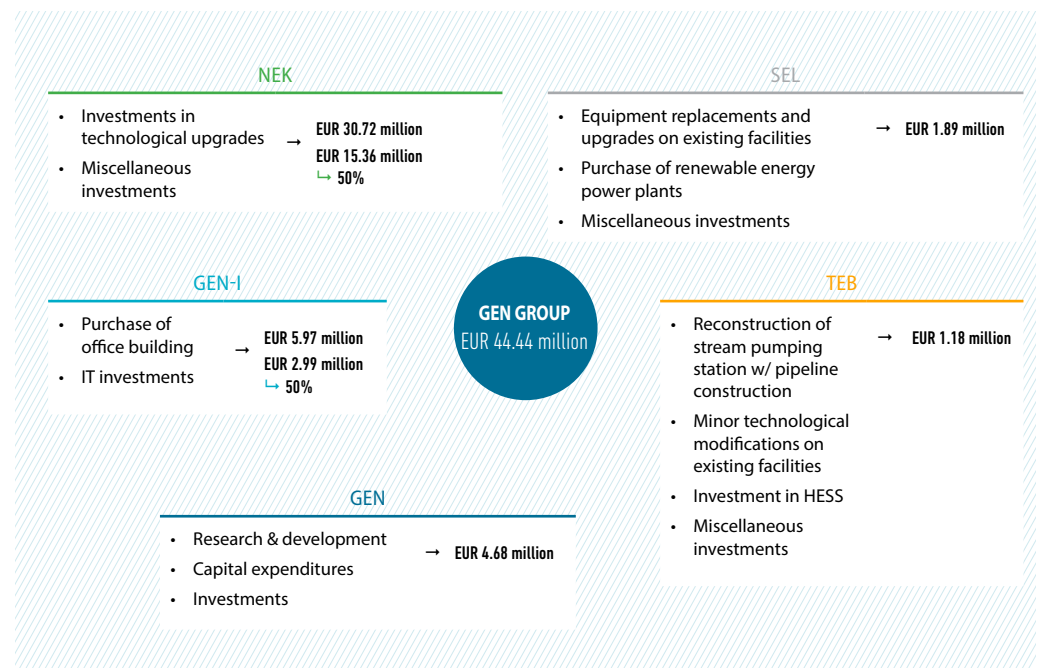 NEK
• Investments in
technological upgrades
• Miscellaneous
investments
→ EUR 30.72 million
EUR 15.36 million
↳ 50%
SEL
• Equipment replacements and
upgrades on existing facilities
• Purchase of renewable energy
power plants
• Miscellaneous investments
→ EUR 1.89 million
GEN-I
• Purchase of
office building
• IT investments
→ EUR 5.97 million
EUR 2.99 million
↳ 50%
GEN GROUP
EUR 44.44 million
TEB
• Reconstruction of
stream pumping
station w/ pipeline
construction
• Minor technological
modifications on
existing facilities
• Investment in HESS
• Miscellaneous
investments
→ EUR 1.18 million
GEN
• Research & development
• Capital expenditures
• Investments
→ EUR 4.68 million